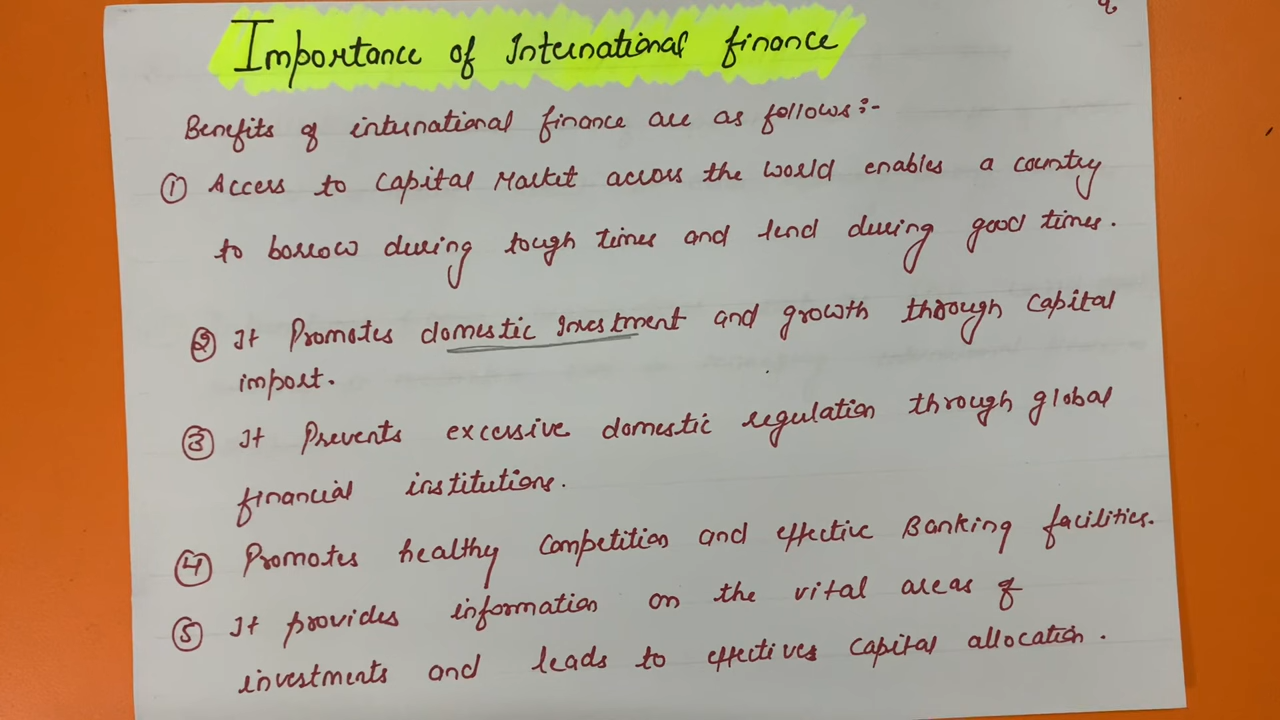 Importance of International finance
Benefits of international finance are as follows:-
① Access to Capital Market across the world enables a country
to borrow during tough times and lend during good times.
② It Promotes domestic Investment and growth through Capital
import.
③ It Prevents excessive domestic regulation through global
financial institutions.
④ Promotes healthy Competition and effective Banking facilities.
⑤ It provides information on the vital areas of
investments and leads to effectives Capital allocation.